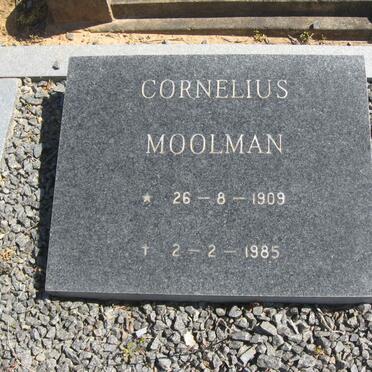 CORNELIUS
MOOLMAN
* 26 - 8 - 1909
† 2 - 2 - 1985